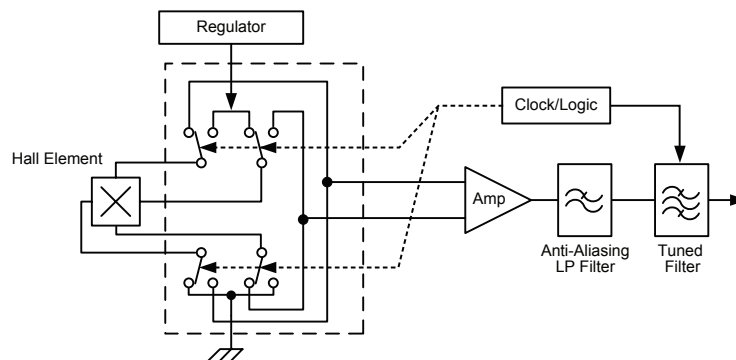 Regulator
Clock/Logic
Hall Element
Amp
Anti-Aliasing
LP Filter
Tuned
Filter